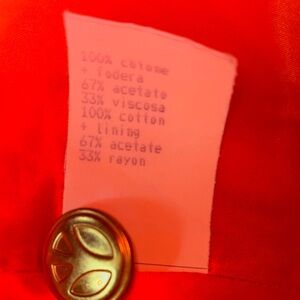 100% cotone
+ fodera
67% acetato
33% viscosa
100% cotton
+ lining
67% acetate
33% rayon